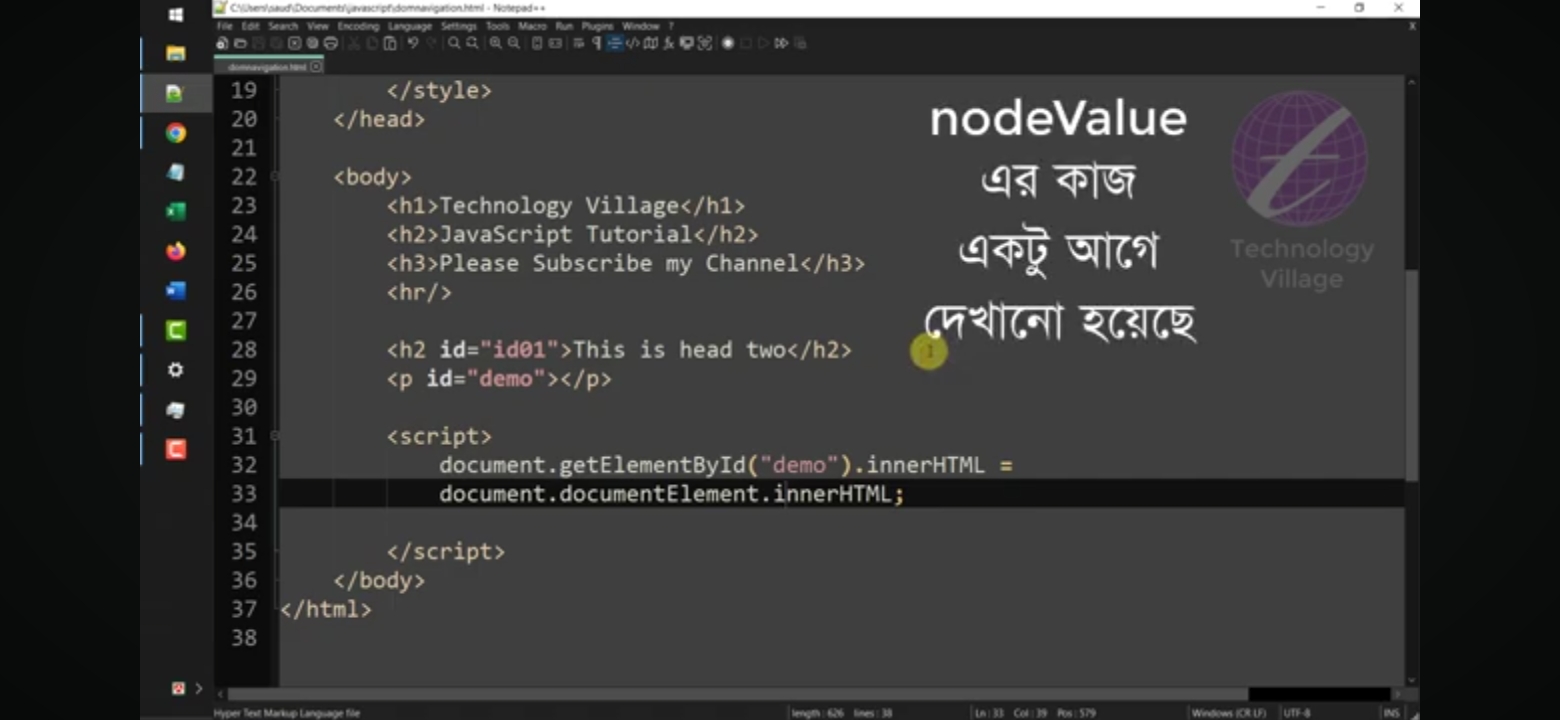 C:\Users\saud\Documents\javascript\domnavigation.html - Notepad++
File Edit Search View Encoding Language Settings Tools Macro Run Plugins Window ?
X
domnavigation.html
19 </style>
20 </head>
21
22 <body>
23 <h1>Technology Village</h1>
24 <h2>JavaScript Tutorial</h2>
25 <h3>Please Subscribe my Channel</h3>
26 <hr/>
27
28 <h2 id="id01">This is head two</h2>
29 <p id="demo"></p>
30
31 <script>
32 document.getElementById("demo").innerHTML =
33 document.documentElement.innerHTML;
34
35 </script>
36 </body>
37 </html>
38
nodeValue
এর কাজ
একটু আগে
দেখানো হয়েছে
Technology
Village
Hyper Text Markup Language file length : 626 lines : 38 Ln : 33 Col : 39 Pos : 579 Windows (CR LF) UTF-8 INS